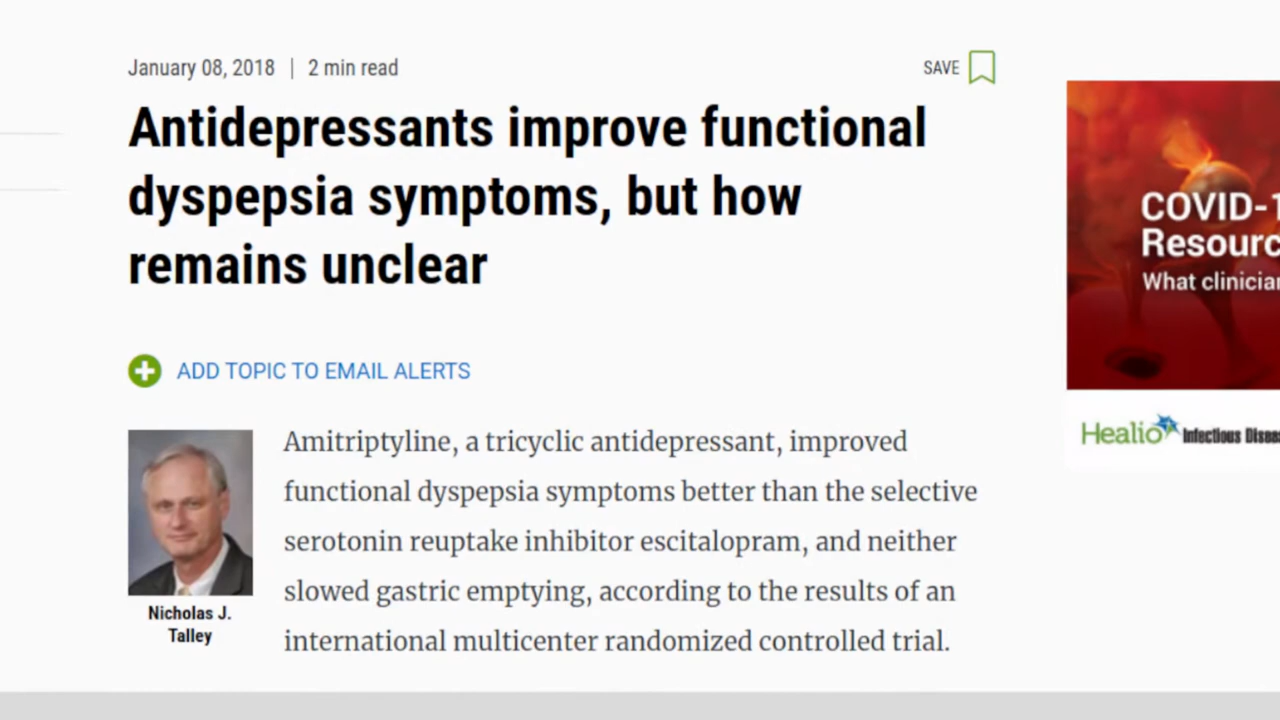 January 08, 2018 | 2 min read
SAVE
Antidepressants improve functional
dyspepsia symptoms, but how
remains unclear
ADD TOPIC TO EMAIL ALERTS
Amitriptyline, a tricyclic antidepressant, improved
functional dyspepsia symptoms better than the selective
serotonin reuptake inhibitor escitalopram, and neither
slowed gastric emptying, according to the results of an
international multicenter randomized controlled trial.
Nicholas J.
Talley
COVID-1
Resourc
What clinician
Healio Infectious Disea